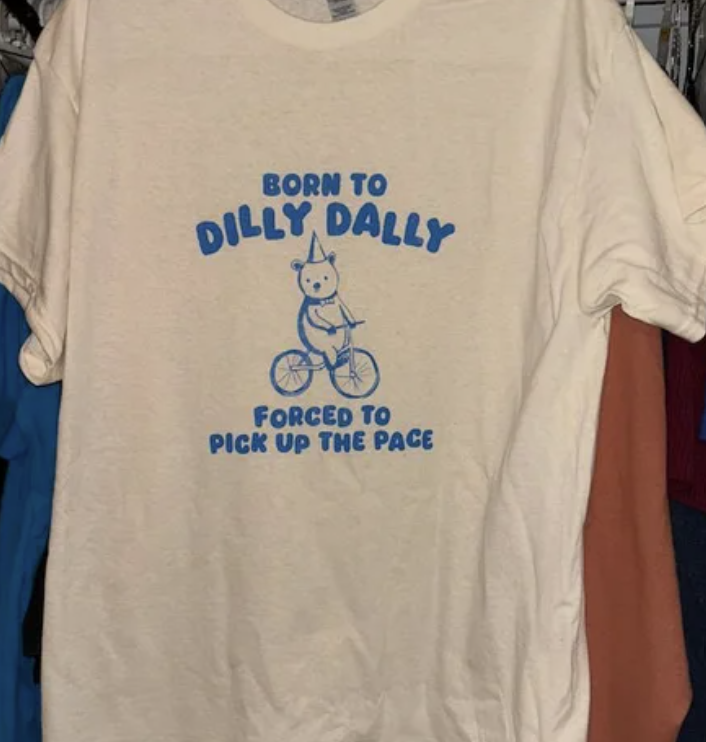 BORN TO
DILLY DALLY
FORCED TO
PICK UP THE PACE